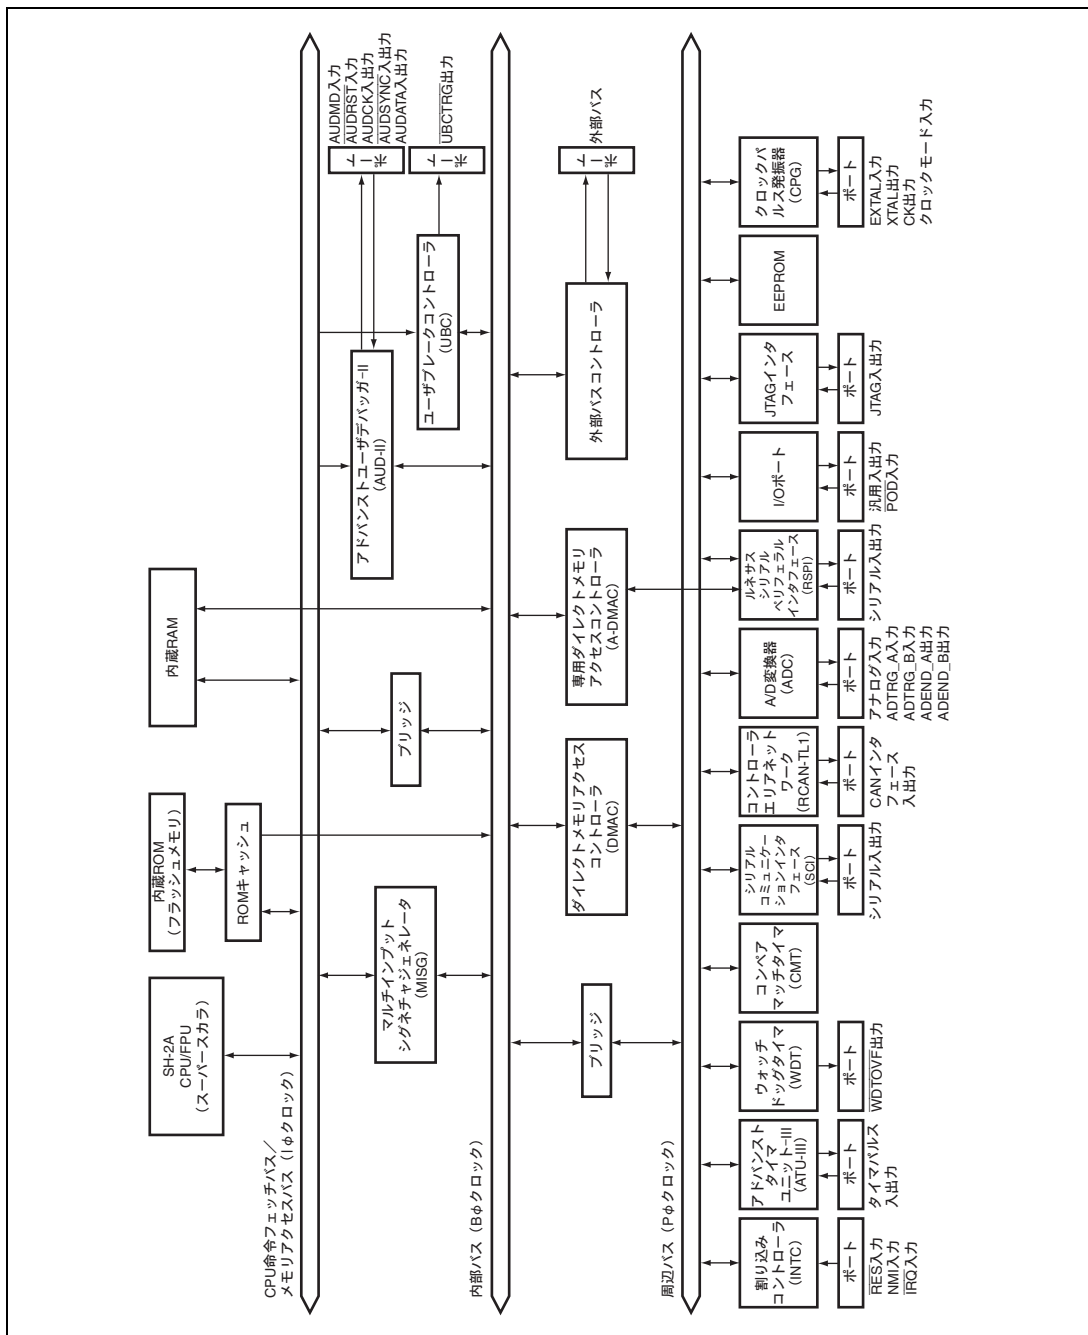 SH-2A
CPU/FPU
(スーパースカラ)
内蔵ROM
(フラッシュメモリ)
ROMキャッシュ
内蔵RAM
CPU命令フェッチバス/
メモリアクセスバス(Iφクロック)
マルチインプット
シグネチャジェネレータ
(MISG)
ブリッジ
アドバンストユーザデバッガ-II
(AUD-II)
ユーザブレークコントローラ
(UBC)
ポート
AUDMD入力
AUDRST入力
AUDCK入出力
AUDSYNC入出力
AUDATA入出力
ポート
UBCTRG出力
内部バス(Bφクロック)
ブリッジ
ダイレクトメモリアクセス
コントローラ
(DMAC)
専用ダイレクトメモリ
アクセスコントローラ
(A-DMAC)
外部バスコントローラ
ポート
外部バス
周辺バス(Pφクロック)
割り込み
コントローラ
(INTC)
ポート
RES入力
NMI入力
IRQ入力
アドバンスト
タイマ
ユニット-III
(ATU-III)
ポート
タイマパルス
入出力
ウォッチ
ドッグタイマ
(WDT)
ポート
WDTOVF出力
コンペア
マッチタイマ
(CMT)
シリアル
コミュニケー
ションインタ
フェース
(SCI)
ポート
シリアル入出力
コントローラ
エリアネット
ワーク
(RCAN-TL1)
ポート
CANインタ
フェース
入出力
A/D変換器
(ADC)
ポート
アナログ入力
ADTRG_A入力
ADTRG_B入力
ADEND_A出力
ADEND_B出力
ルネサス
シリアル
ペリフェラル
インタフェース
(RSPI)
ポート
シリアル入出力
I/Oポート
ポート
汎用入出力
POD入力
JTAGインタ
フェース
ポート
JTAG入出力
EEPROM
クロックパ
ルス発振器
(CPG)
ポート
EXTAL入力
XTAL出力
CK出力
クロックモード入力